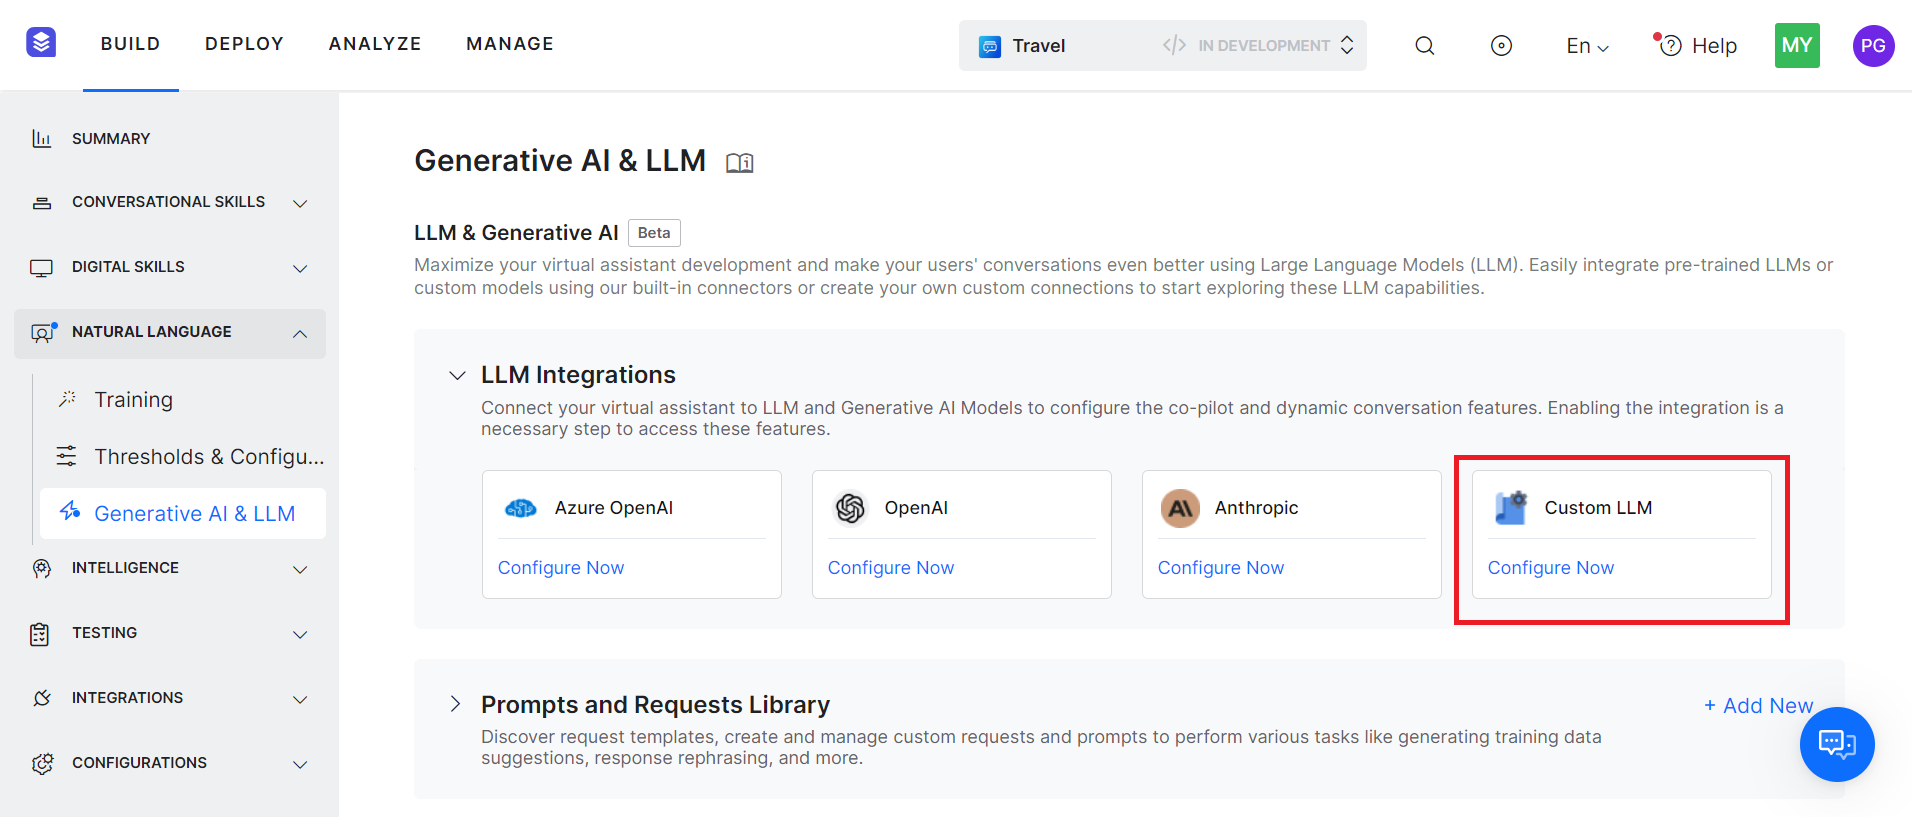 BUILD DEPLOY ANALYZE MANAGE Travel </> IN DEVELOPMENT En Help MY PG
SUMMARY
CONVERSATIONAL SKILLS
DIGITAL SKILLS
NATURAL LANGUAGE
Training
Thresholds & Configu...
Generative AI & LLM
INTELLIGENCE
TESTING
INTEGRATIONS
CONFIGURATIONS
Generative AI & LLM
LLM & Generative AI Beta
Maximize your virtual assistant development and make your users' conversations even better using Large Language Models (LLM). Easily integrate pre-trained LLMs or
custom models using our built-in connectors or create your own custom connections to start exploring these LLM capabilities.
LLM Integrations
Connect your virtual assistant to LLM and Generative AI Models to configure the co-pilot and dynamic conversation features. Enabling the integration is a
necessary step to access these features.
Azure OpenAI
Configure Now
OpenAI
Configure Now
AI Anthropic
Configure Now
Custom LLM
Configure Now
Prompts and Requests Library + Add New
Discover request templates, create and manage custom requests and prompts to perform various tasks like generating training data
suggestions, response rephrasing, and more.